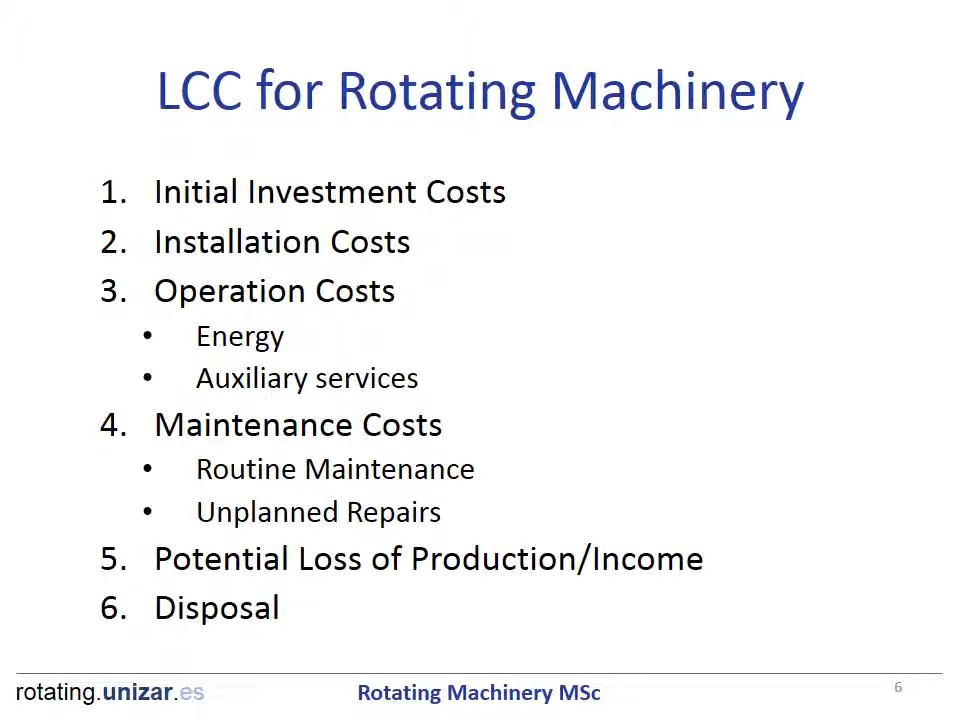 LCC for Rotating Machinery
1. Initial Investment Costs
2. Installation Costs
3. Operation Costs
• Energy
• Auxiliary services
4. Maintenance Costs
• Routine Maintenance
• Unplanned Repairs
5. Potential Loss of Production/Income
6. Disposal
rotating.unizar.es Rotating Machinery MSc 6